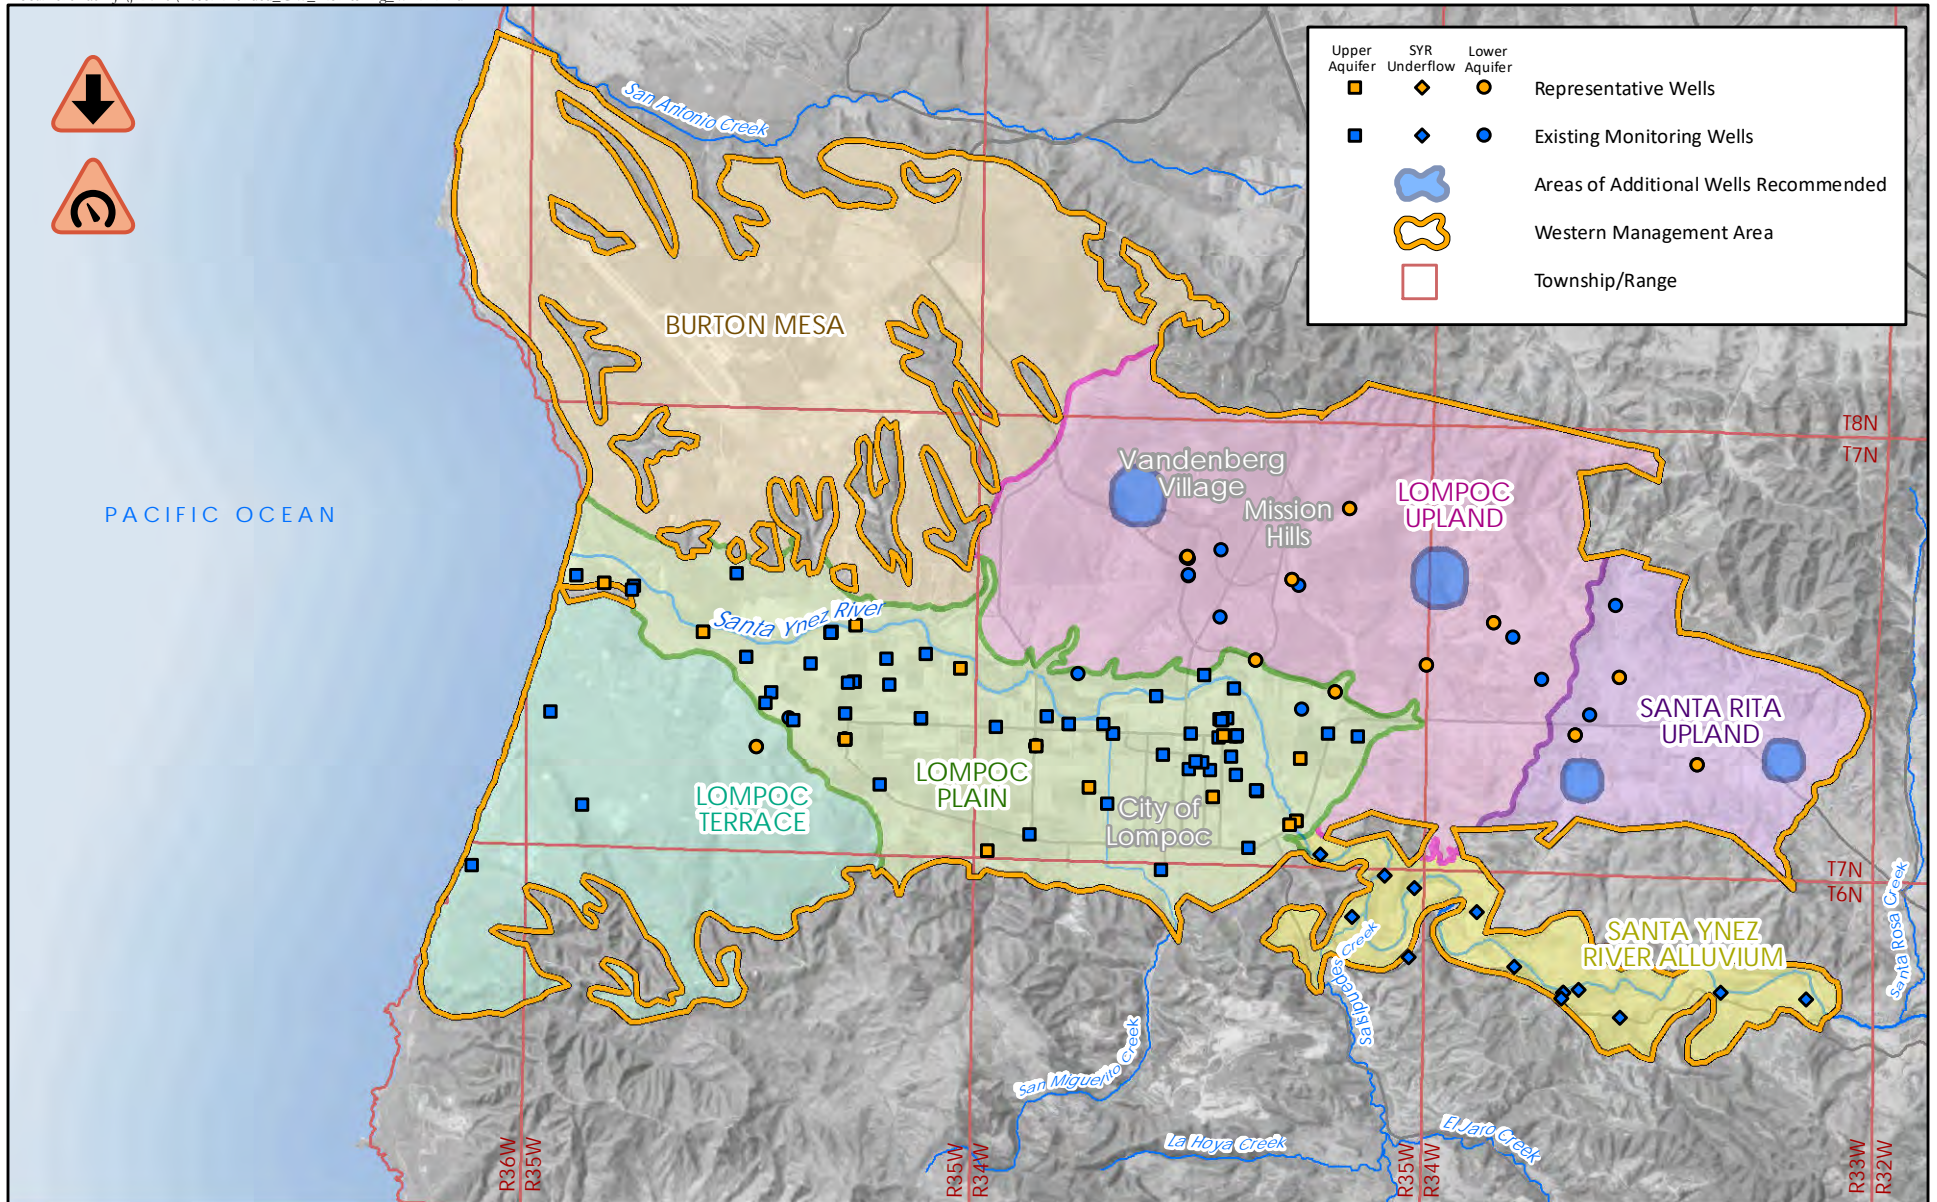 Upper
Aquifer
SYR
Underflow
Lower
Aquifer
Representative Wells
Existing Monitoring Wells
Areas of Additional Wells Recommended
Western Management Area
Township/Range
San Antonio Creek
BURTON MESA
T8N
T7N
Vandenberg
Village
Mission
Hills
LOMPOC
UPLAND
PACIFIC OCEAN
Santa Ynez River
SANTA RITA
UPLAND
LOMPOC
PLAIN
LOMPOC
TERRACE
City of
Lompoc
T7N
T6N
SANTA YNEZ
RIVER ALLUVIUM
Santa Rosa Creek
Salsipuedes Creek
San Miguelito Creek
La Hoya Creek
El Jaro Creek
R36W
R35W
R35W
R34W
R35W
R34W
R33W
R32W